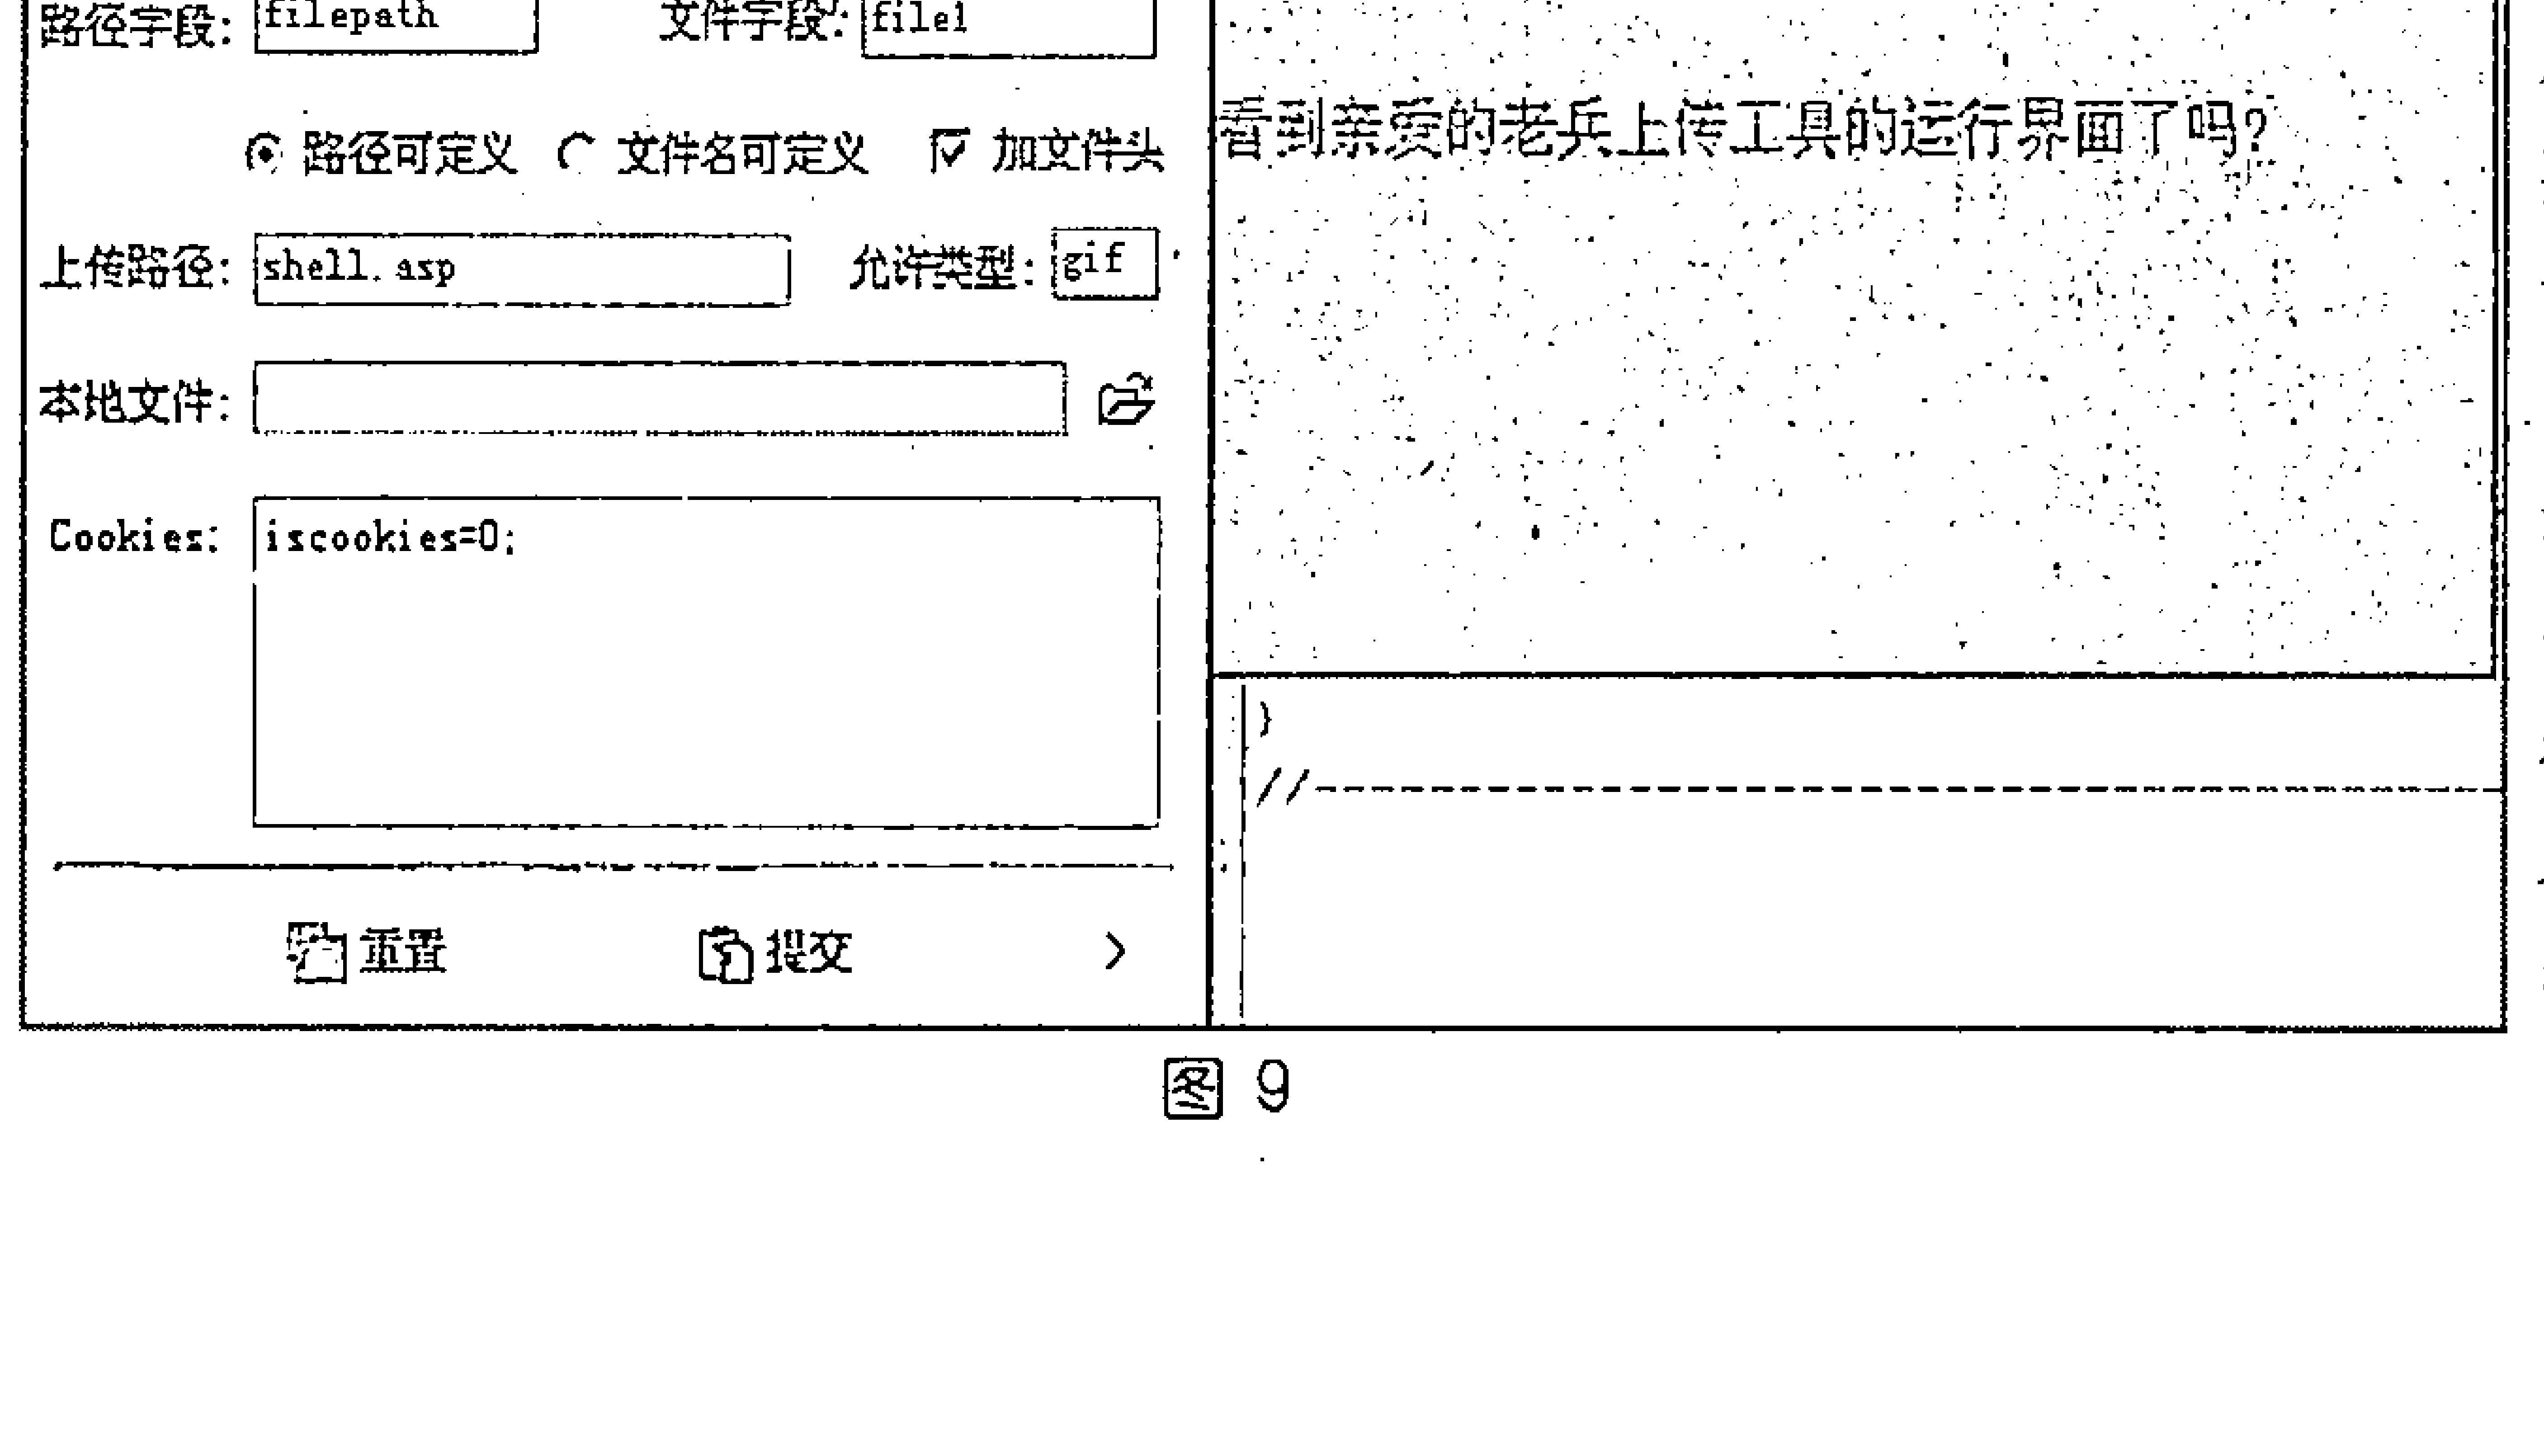 路径字段: filepath 文件字段: file1
路径可定义 文件名可定义 加文件头
上传路径: shell.asp 允许类型: gif
本地文件:
Cookies: iscookies=0;
重置 提交 >
看到亲爱的老兵上传工具的运行界面了吗?
}
//--------------------------------------------------
图 9